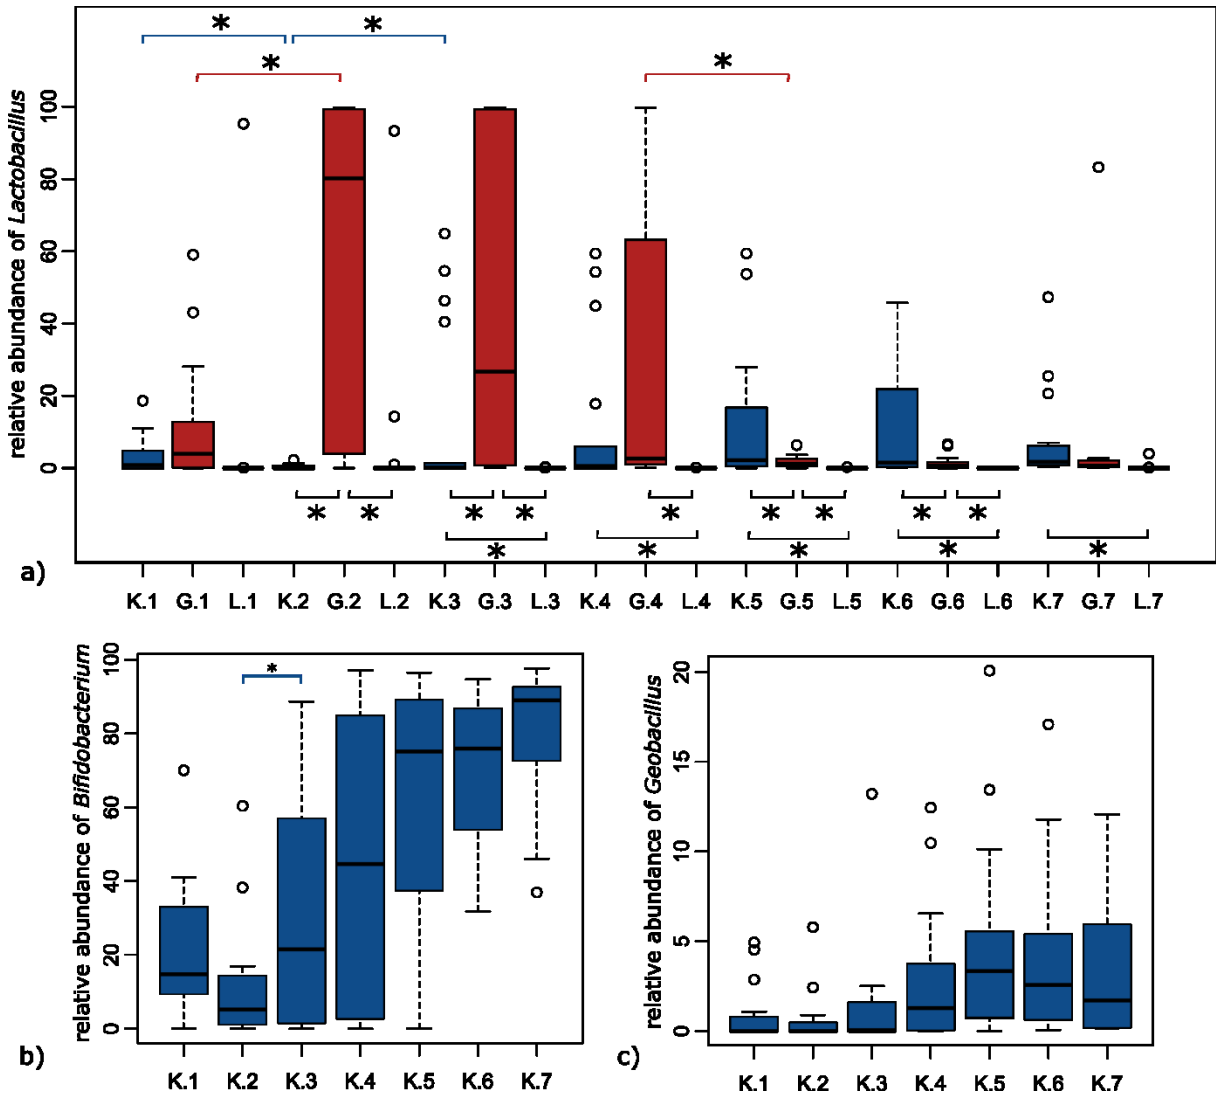 relative abundance of Lactobacillus
100
80
60
40
20
0
* * * *
* * * * * * * * *
* * * * *
a)
K.1 G.1 L.1 K.2 G.2 L.2 K.3 G.3 L.3 K.4 G.4 L.4 K.5 G.5 L.5 K.6 G.6 L.6 K.7 G.7 L.7
relative abundance of Bifidobacterium
100
80
60
40
20
0
*
b)
K.1 K.2 K.3 K.4 K.5 K.6 K.7
relative abundance of Geobacillus
20
15
10
5
0
c)
K.1 K.2 K.3 K.4 K.5 K.6 K.7